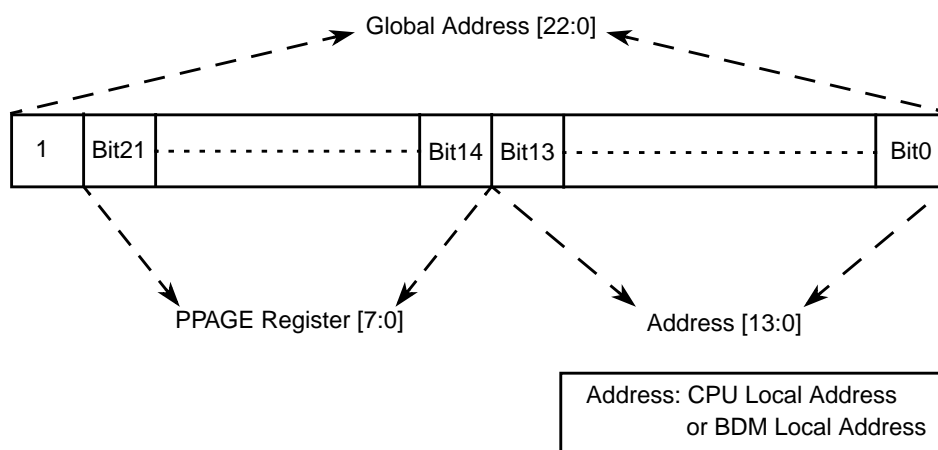 Global Address [22:0]
1 Bit21 Bit14 Bit13 Bit0
PPAGE Register [7:0] Address [13:0]
Address: CPU Local Address
or BDM Local Address